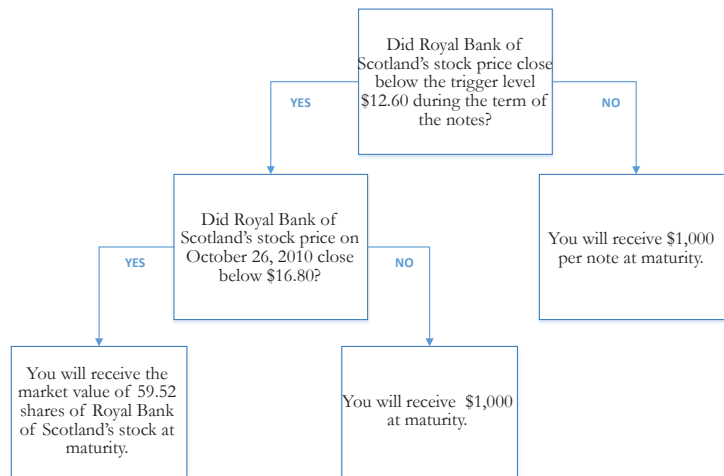 Did Royal Bank of
Scotland's stock price close
below the trigger level
$12.60 during the term of
the notes?
YES
NO
Did Royal Bank of
Scotland's stock price on
October 26, 2010 close
below $16.80?
You will receive $1,000
per note at maturity.
YES
NO
You will receive the
market value of 59.52
shares of Royal Bank
of Scotland's stock at
maturity.
You will receive $1,000
at maturity.